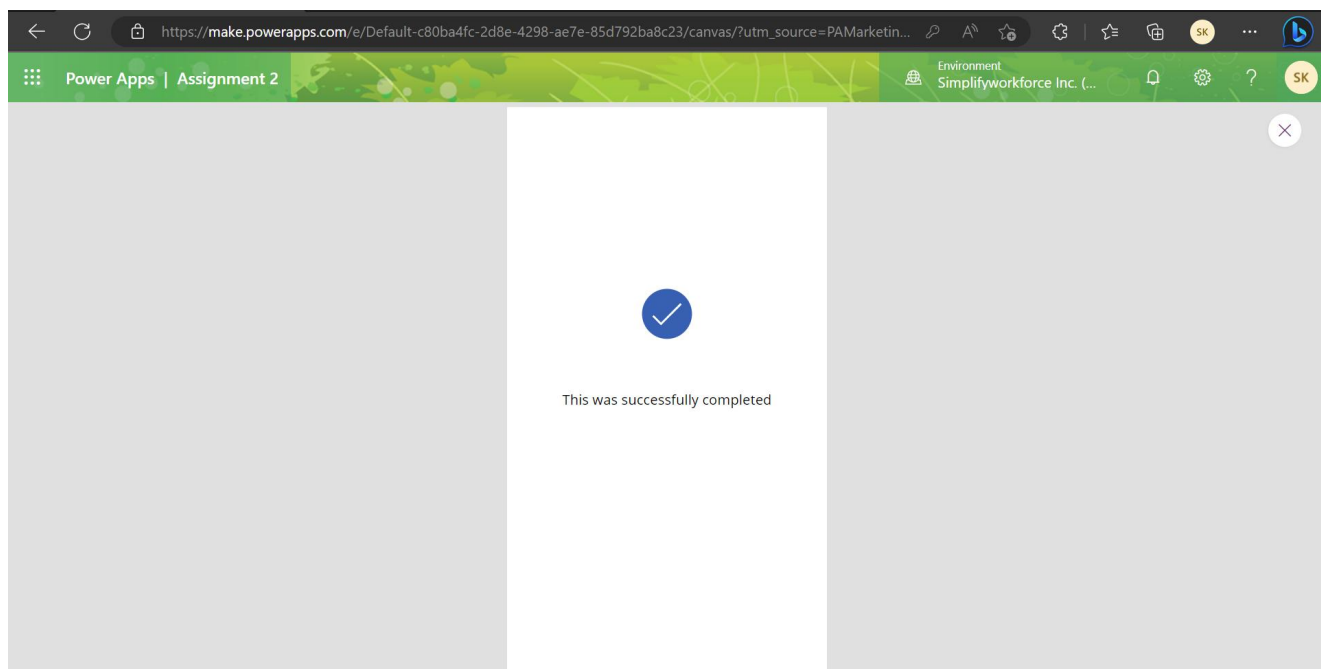 https://make.powerapps.com/e/Default-c80ba4fc-2d8e-4298-ae7e-85d792ba8c23/canvas/?utm_source=PAMarketin...
SK
Power Apps | Assignment 2
Environment
Simplifyworkforce Inc. (...
SK
This was successfully completed